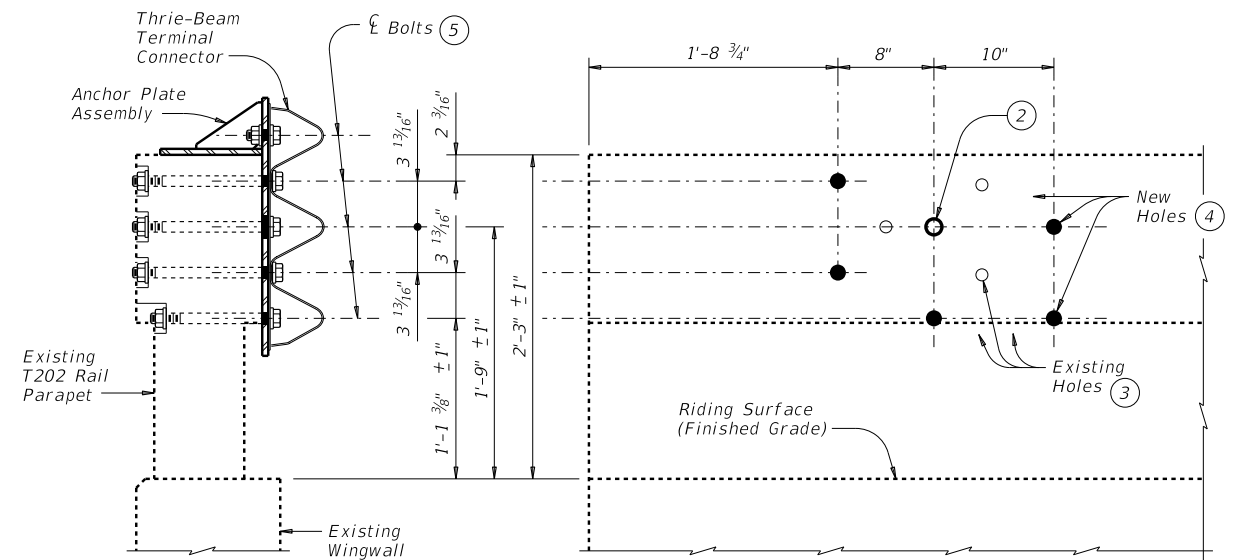 Thrie-Beam
Terminal
Connector
℄ Bolts 5
Anchor Plate
Assembly
1'-8 3/4"
8"
10"
2
3 13/16"
2 3/16"
3 13/16"
3 13/16"
1'-1 3/8" ±1"
1'-9" ±1"
2'-3" ±1"
New
Holes 4
Existing
Holes 3
Existing
T202 Rail
Parapet
Riding Surface
(Finished Grade)
Existing
Wingwall